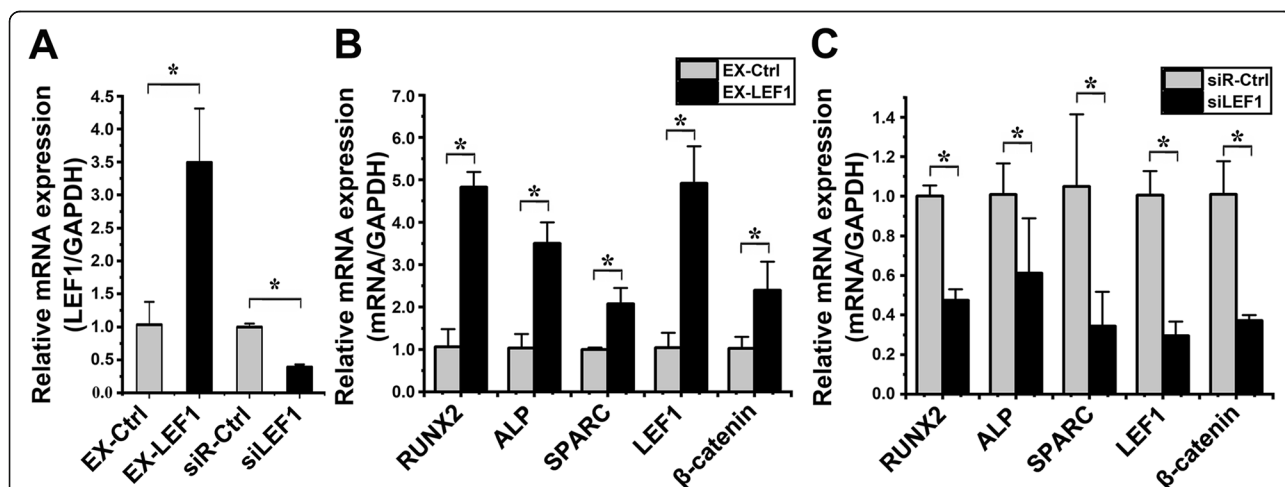 A
Relative mRNA expression
(LEF1/GAPDH)
4.5
4.0
3.5
3.0
2.5
2.0
1.5
1.0
0.5
0.0
*
*
EX-Ctrl
EX-LEF1
siR-Ctrl
siLEF1
B
EX-Ctrl
EX-LEF1
Relative mRNA expression
(mRNA/GAPDH)
7.0
6.0
5.0
4.0
3.0
2.0
1.0
0.0
*
*
*
*
*
RUNX2
ALP
SPARC
LEF1
β-catenin
C
siR-Ctrl
siLEF1
Relative mRNA expression
(mRNA/GAPDH)
1.4
1.2
1.0
0.8
0.6
0.4
0.2
0.0
*
*
*
*
*
RUNX2
ALP
SPARC
LEF1
β-catenin